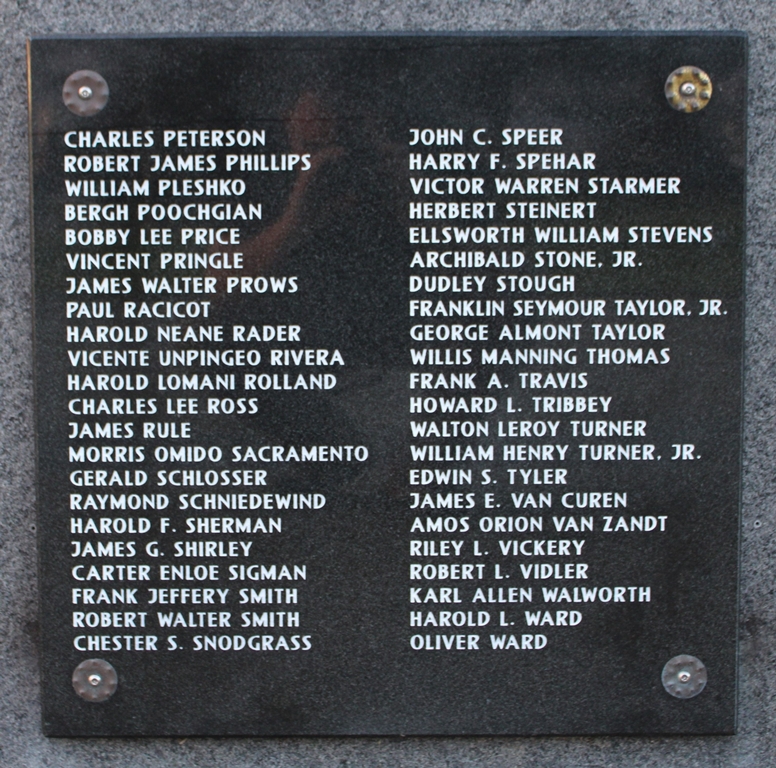 CHARLES PETERSON
ROBERT JAMES PHILLIPS
WILLIAM PLESHKO
BERGH POOCHGIAN
BOBBY LEE PRICE
VINCENT PRINGLE
JAMES WALTER PROWS
PAUL RACICOT
HAROLD NEANE RADER
VICENTE UNPINGEO RIVERA
HAROLD LOMANI ROLLAND
CHARLES LEE ROSS
JAMES RULE
MORRIS OMIDO SACRAMENTO
GERALD SCHLOSSER
RAYMOND SCHNIEDEWIND
HAROLD F. SHERMAN
JAMES G. SHIRLEY
CARTER ENLOE SIGMAN
FRANK JEFFERY SMITH
ROBERT WALTER SMITH
CHESTER S. SNODGRASS
JOHN C. SPEER
HARRY F. SPEHAR
VICTOR WARREN STARMER
HERBERT STEINERT
ELLSWORTH WILLIAM STEVENS
ARCHIBALD STONE, JR.
DUDLEY STOUGH
FRANKLIN SEYMOUR TAYLOR, JR.
GEORGE ALMONT TAYLOR
WILLIS MANNING THOMAS
FRANK A. TRAVIS
HOWARD L. TRIBBEY
WALTON LEROY TURNER
WILLIAM HENRY TURNER, JR.
EDWIN S. TYLER
JAMES E. VAN CUREN
AMOS ORION VAN ZANDT
RILEY L. VICKERY
ROBERT L. VIDLER
KARL ALLEN WALWORTH
HAROLD L. WARD
OLIVER WARD